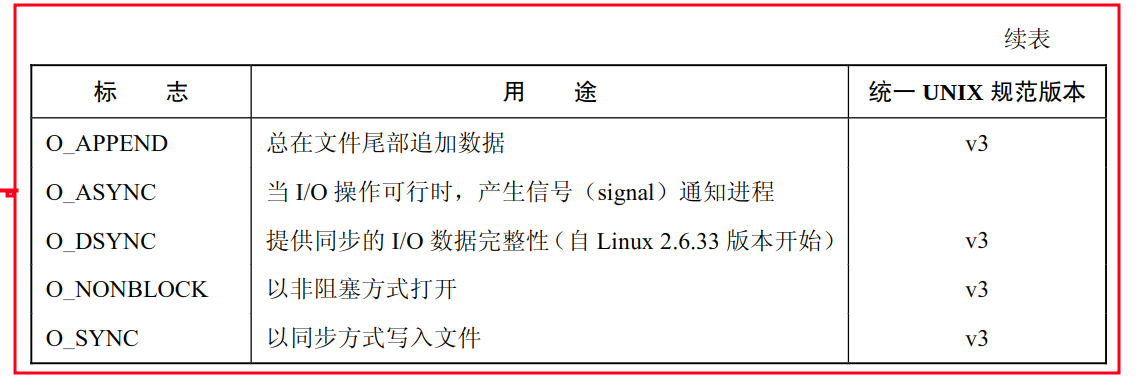 续表
标 志 用 途 统一 UNIX 规范版本
O_APPEND 总在文件尾部追加数据 v3
O_ASYNC 当 I/O 操作可行时，产生信号（signal）通知进程
O_DSYNC 提供同步的 I/O 数据完整性（自 Linux 2.6.33 版本开始） v3
O_NONBLOCK 以非阻塞方式打开 v3
O_SYNC 以同步方式写入文件 v3